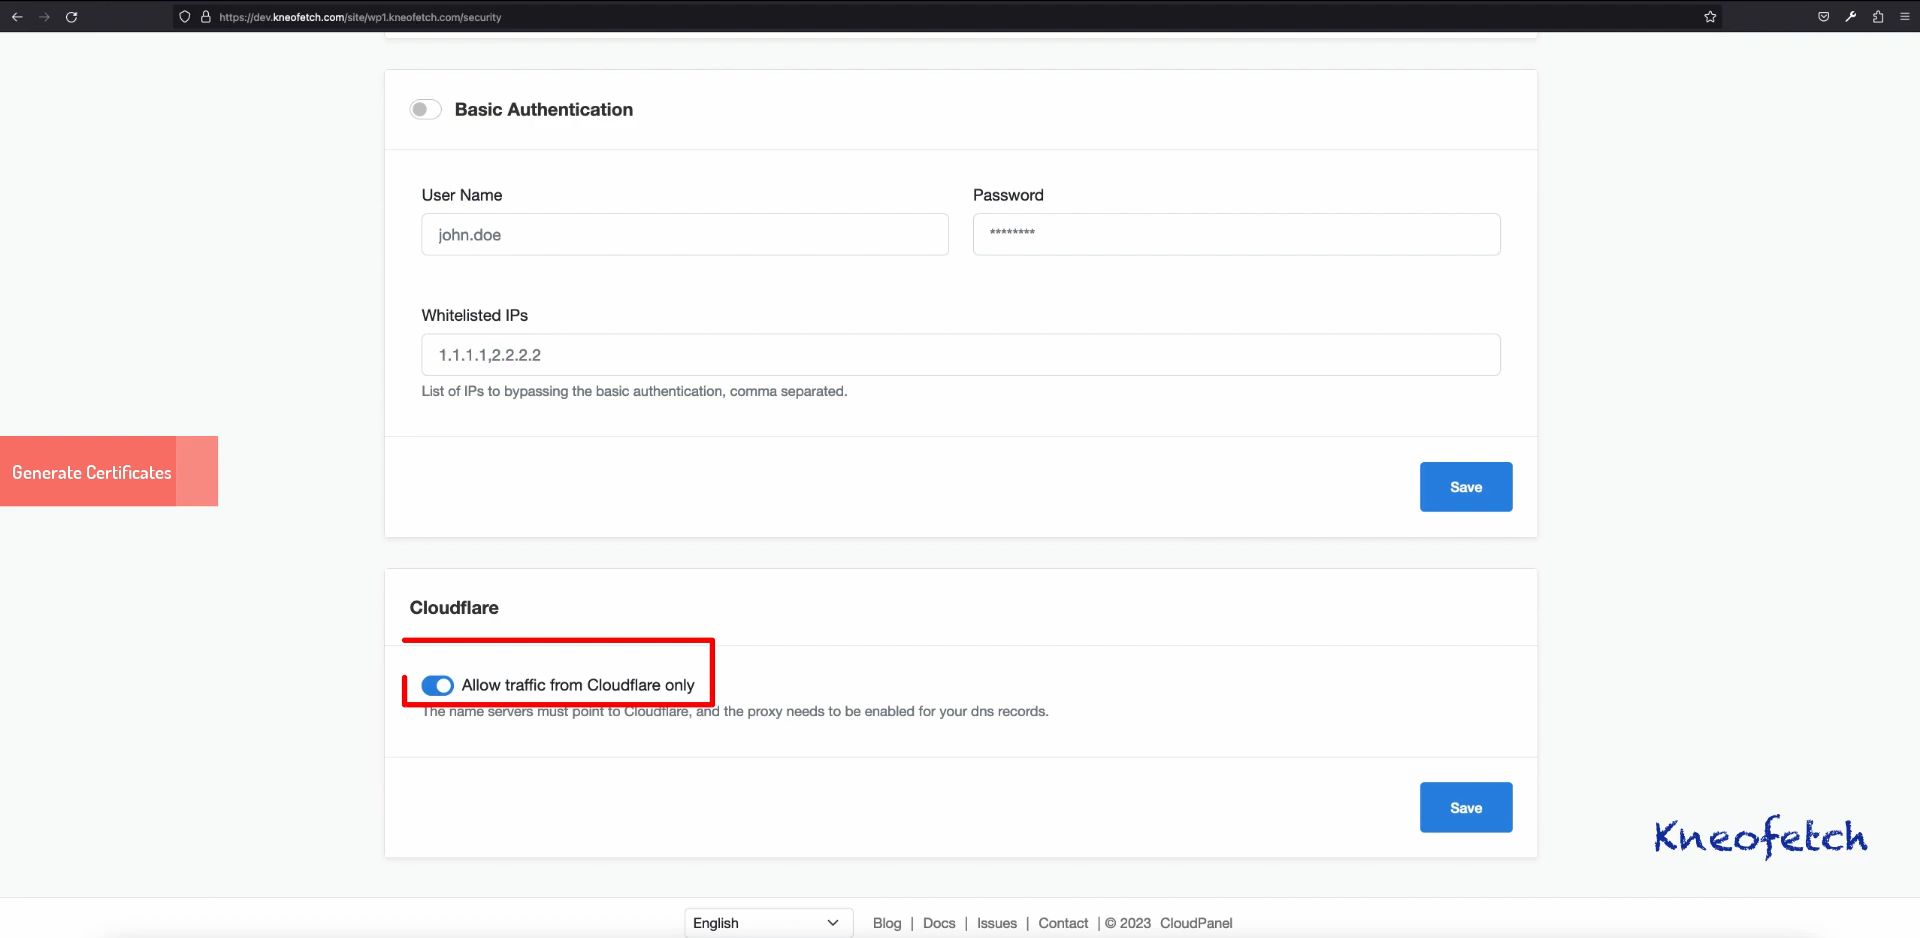 https://dev.kneofetch.com/site/wp1.kneofetch.com/security
Basic Authentication
User Name
Password
john.doe
********
Whitelisted IPs
1.1.1.1,2.2.2.2
List of IPs to bypassing the basic authentication, comma separated.
Generate Certificates
Save
Cloudflare
Allow traffic from Cloudflare only
The name servers must point to Cloudflare, and the proxy needs to be enabled for your dns records.
Save
Kneofetch
English
Blog | Docs | Issues | Contact | © 2023 CloudPanel